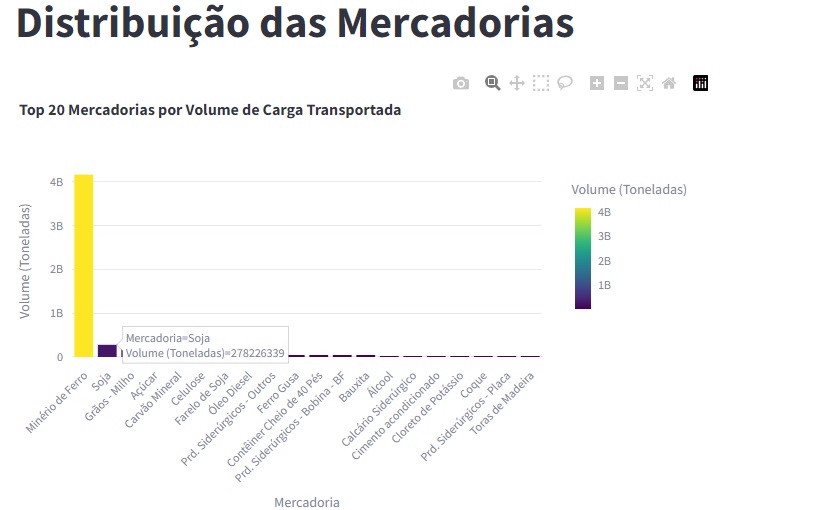 Distribuição das Mercadorias
Top 20 Mercadorias por Volume de Carga Transportada
Volume (Toneladas)
4B
3B
2B
1B
0
Mercadoria=Soja
Volume (Toneladas)=278226339
Minério de Ferro
Soja
Grãos - Milho
Açúcar
Carvão Mineral
Celulose
Farelo de Soja
Óleo Diesel
Prd. Siderúrgicos - Outros
Ferro Gusa
Contêiner Cheio de 40 Pés
Prd. Siderúrgicos - Bobina - BF
Bauxita
Álcool
Calcário Siderúrgico
Cimento acondicionado
Cloreto de Potássio
Coque
Prd. Siderúrgicos - Placa
Toras de Madeira
Mercadoria
Volume (Toneladas)
4B
3B
2B
1B